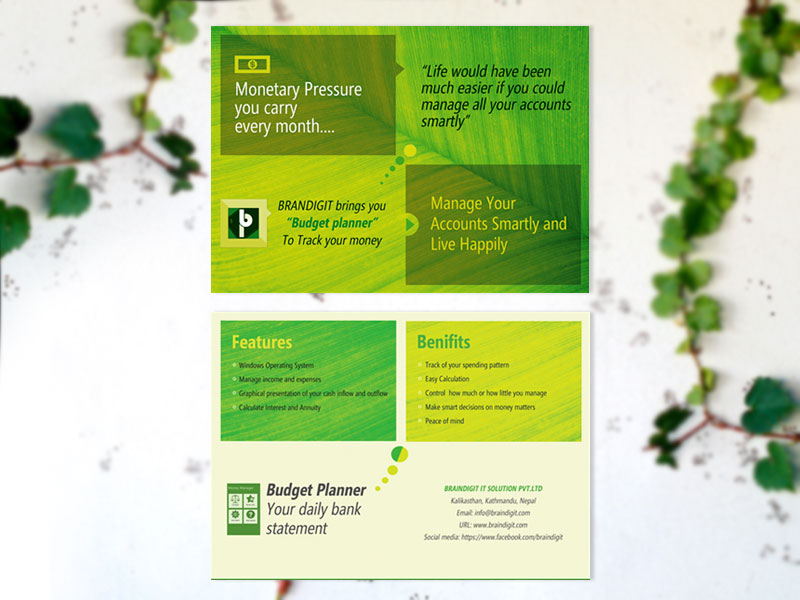 Monetary Pressure
you carry
every month....
“Life would have been
much easier if you could
manage all your accounts
smartly”
BRANDIGIT brings you
“Budget planner”
To Track your money
Manage Your
Accounts Smartly and
Live Happily
Features
Windows Operating System
Manage income and expenses
Graphical presentation of your cash inflow and outflow
Calculate Interest and Annuity
Benifits
Track of your spending pattern
Easy Calculation
Control how much or how little you manage
Make smart decisions on money matters
Peace of mind
Money Manager
Budget Planner
Your daily bank
statement
BRAINDIGIT IT SOLUTION PVT.LTD
Kalikasthan, Kathmandu, Nepal
Email: info@braindigit.com
URL: www.braindigit.com
Social media: https://www.facebook.com/braindigit